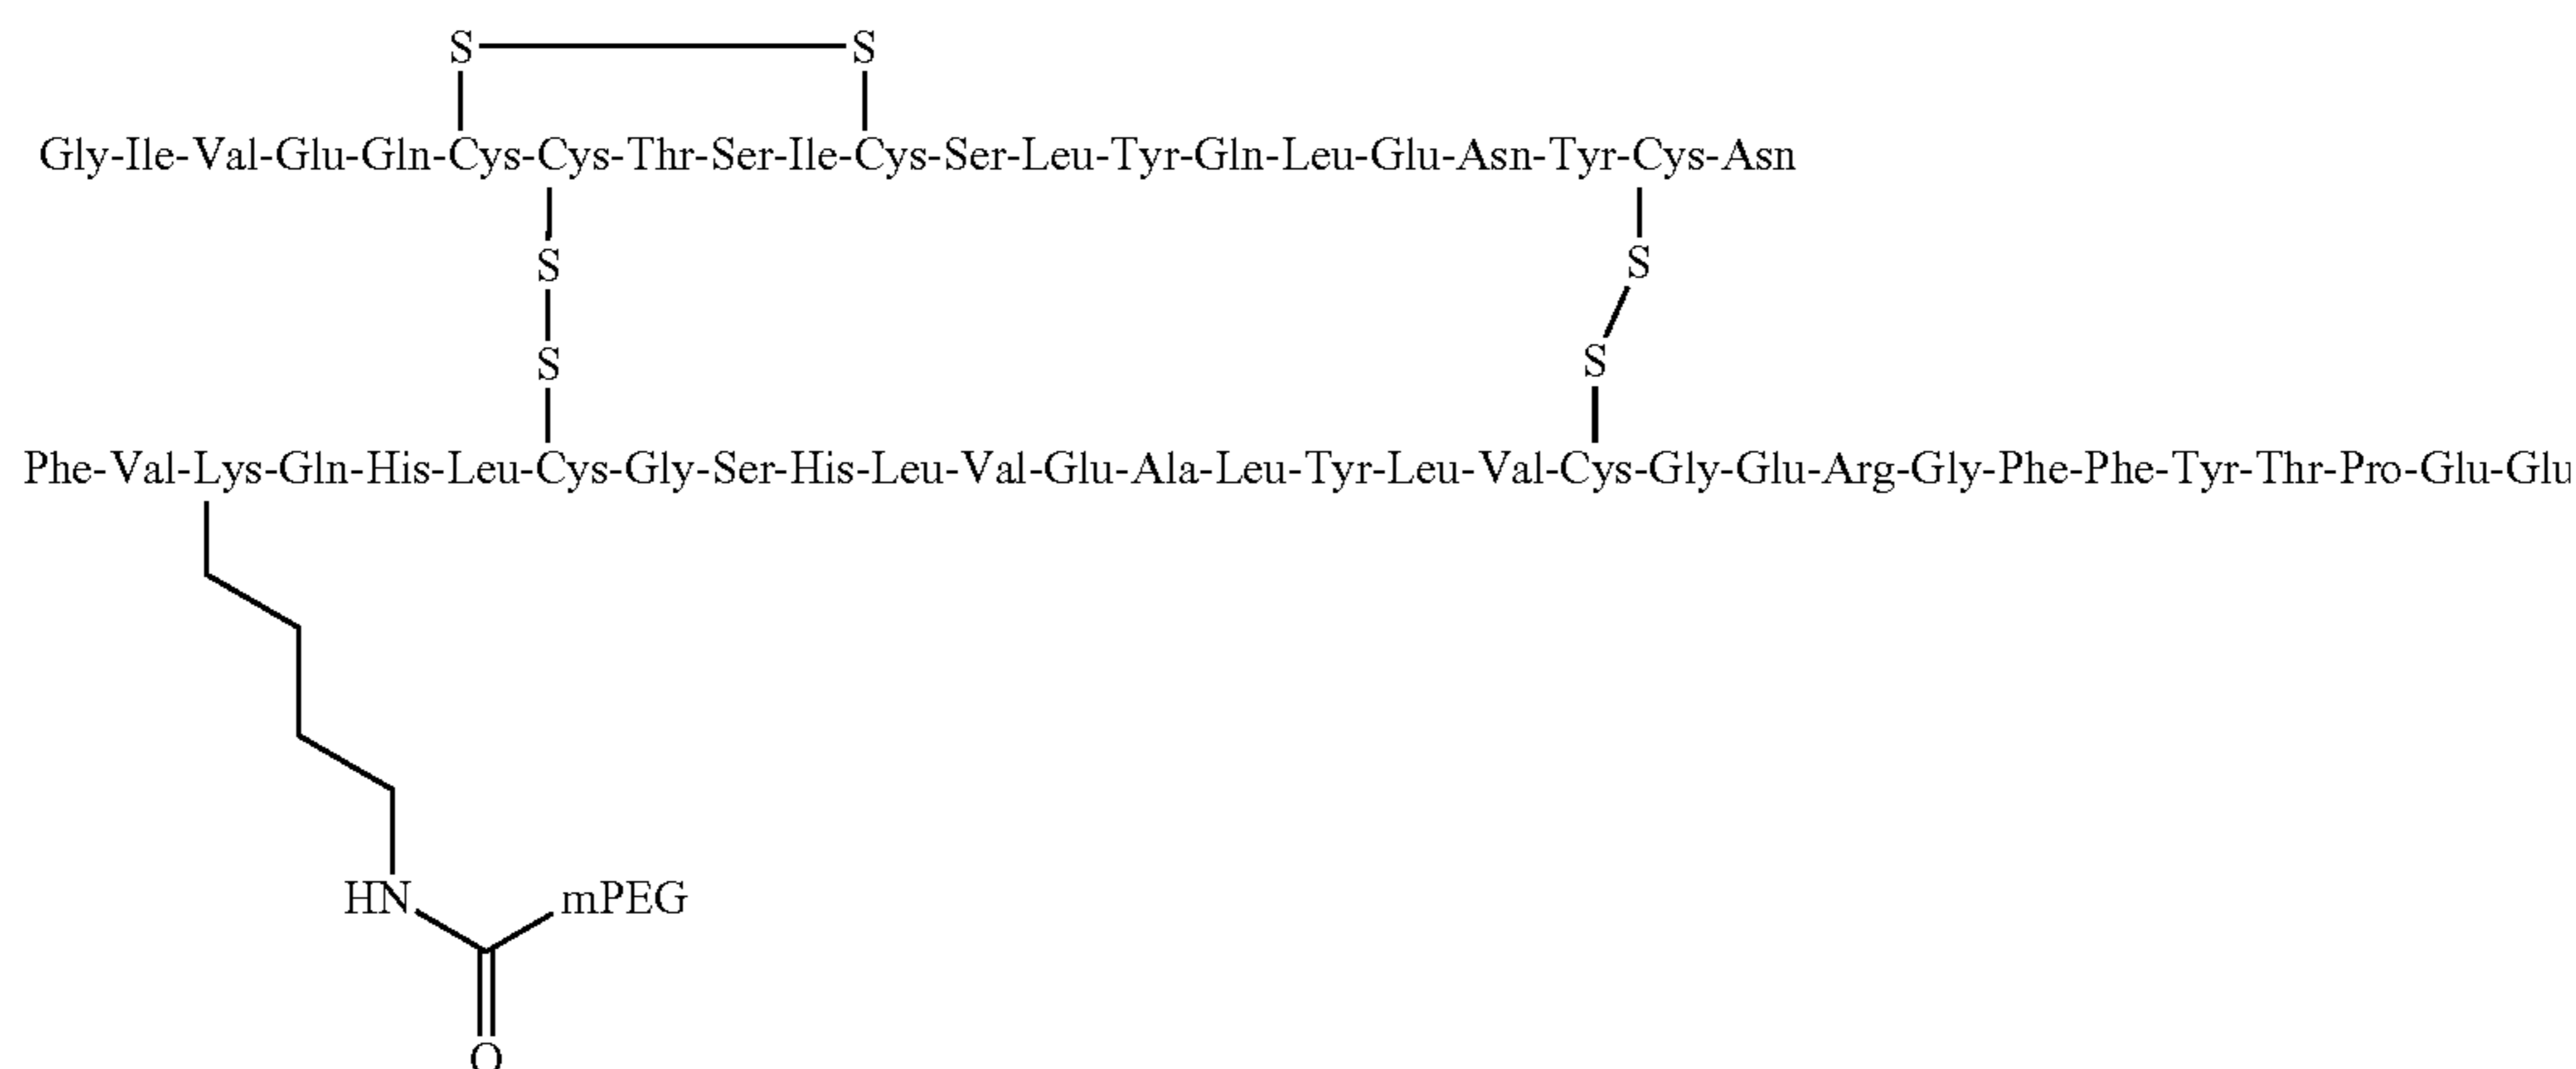 S S
Gly-Ile-Val-Glu-Gln-Cys-Cys-Thr-Ser-Ile-Cys-Ser-Leu-Tyr-Gln-Leu-Glu-Asn-Tyr-Cys-Asn
S S
S S
Phe-Val-Lys-Gln-His-Leu-Cys-Gly-Ser-His-Leu-Val-Glu-Ala-Leu-Tyr-Leu-Val-Cys-Gly-Glu-Arg-Gly-Phe-Phe-Tyr-Thr-Pro-Glu-Glu
HN mPEG
O